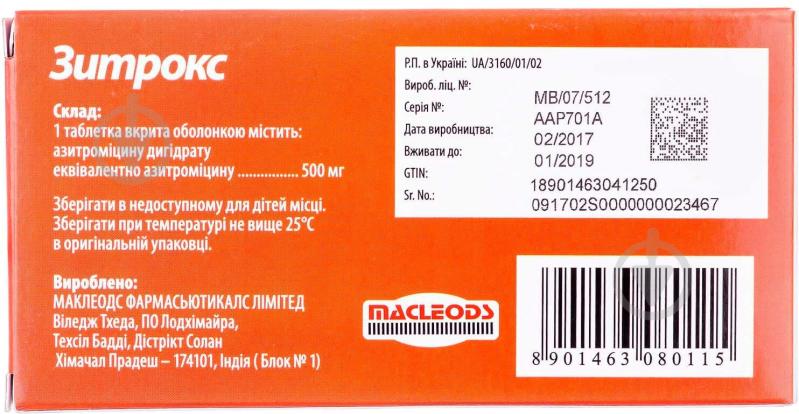 Зитрокс
Склад:
1 таблетка вкрита оболонкою містить:
азитроміцину дигідрату
еквівалентно азитроміцину ................ 500 мг
Зберігати в недоступному для дітей місці.
Зберігати при температурі не вище 25°C
в оригінальній упаковці.
Вироблено:
МАКЛЕОДС ФАРМАСЬЮТИКАЛС ЛІМІТЕД
Віледж Тхеда, ПО Лодхімайра,
Техсіл Бадді, Дістрікт Солан
Хімачал Прадеш – 174101, Індія ( Блок № 1)
Р.П. в Україні: UA/3160/01/02
Вироб. ліц. №: MB/07/512
Серія №: AAP701A
Дата виробництва: 02/2017
Вживати до: 01/2019
GTIN: 18901463041250
Sr. No.: 091702S0000000023467
MACLEODS
8 901463 080115